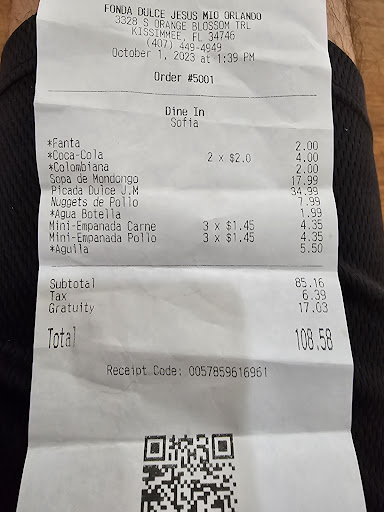 FONDA DULCE JESUS MIO ORLANDO
3328 S ORANGE BLOSSOM TRL
KISSIMMEE, FL 34746
(407) 449-4949
October 1, 2023 at 1:39 PM
Order #5001
Dine In
Sofia
*Fanta 2.00
*Coca-Cola 2 x $2.0 4.00
*Colombiana 2.00
Sopa de Mondongo 17.99
Picada Dulce J.M 34.99
Nuggets de Pollo 7.99
*Agua Botella 1.99
Mini-Empanada Carne 3 x $1.45 4.35
Mini-Empanada Pollo 3 x $1.45 4.35
*Aguila 5.50
Subtotal 85.16
Tax 6.39
Gratuity 17.03
Total 108.58
Receipt Code: 0057859616961